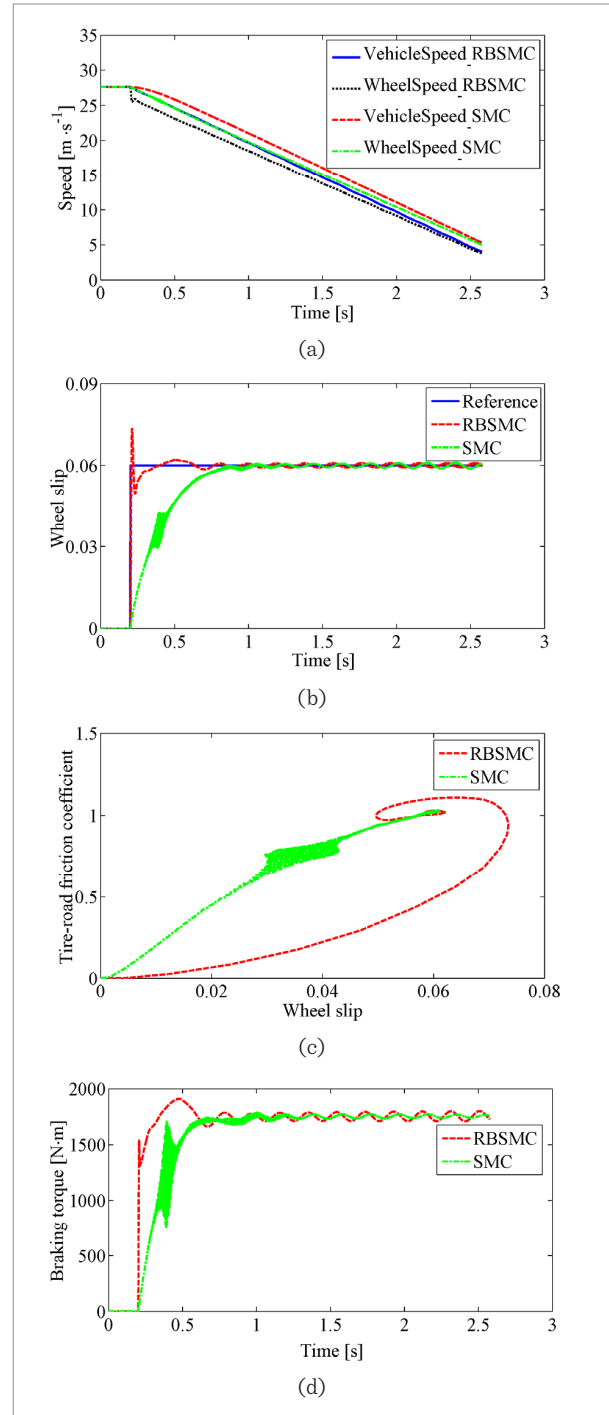 35
30
25
20
15
10
5
0
Speed [m ·s⁻¹]
VehicleSpeed_RBSMC
WheelSpeed_RBSMC
VehicleSpeed_SMC
WheelSpeed_SMC
0 0.5 1 1.5 2 2.5 3
Time [s]
(a)
0.09
0.06
0.03
0
Wheel slip
Reference
RBSMC
SMC
0 0.5 1 1.5 2 2.5 3
Time [s]
(b)
1.5
1
0.5
0
Tire-road friction coefficient
RBSMC
SMC
0 0.02 0.04 0.06 0.08
Wheel slip
(c)
2000
1500
1000
500
0
Braking torque [N·m]
RBSMC
SMC
0 0.5 1 1.5 2 2.5 3
Time [s]
(d)